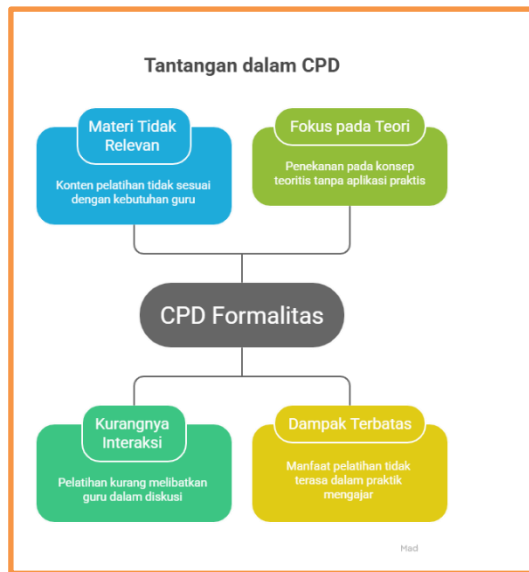 Tantangan dalam CPD
Materi Tidak
Relevan
Konten pelatihan tidak sesuai
dengan kebutuhan guru
Fokus pada Teori
Penekanan pada konsep
teoritis tanpa aplikasi praktis
CPD Formalitas
Kurangnya
Interaksi
Pelatihan kurang melibatkan
guru dalam diskusi
Dampak Terbatas
Manfaat pelatihan tidak
terasa dalam praktik
mengajar
Mad